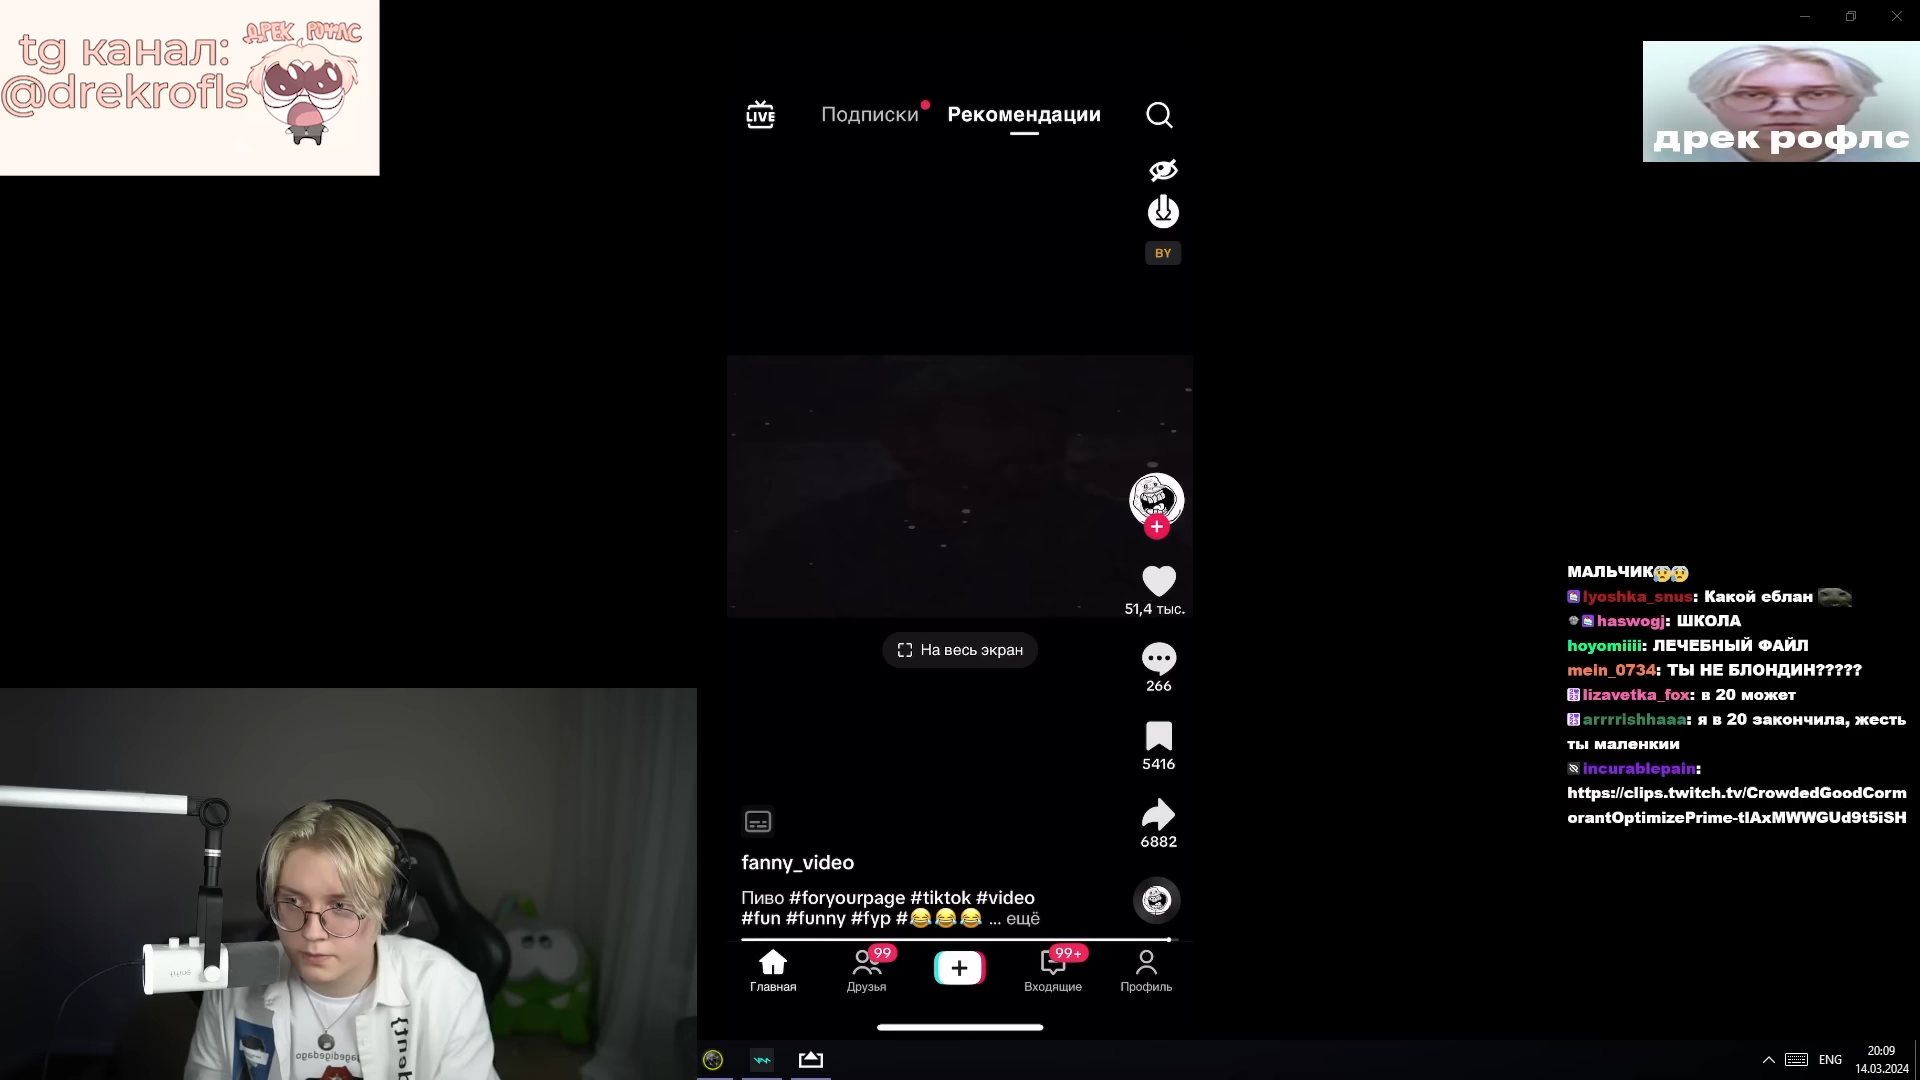 tg канал:
@drekrofls
ДРЕК РОФЛС
LIVE
Подписки
Рекомендации
BY
дрек рофлс
51,4 тыс.
На весь экран
266
5416
6882
fanny_video
Пиво #foryourpage #tiktok #video
#fun #funny #fyp #😂😂😂 ... ещё
99
99+
Главная
Друзья
Входящие
Профиль
МАЛЬЧИК😰😰
lyoshka_snus: Какой еблан
haswogj: ШКОЛА
hoyomiiii: ЛЕЧЕБНЫЙ ФАЙЛ
meln_0734: ТЫ НЕ БЛОНДИН?????
lizavetka_fox: в 20 может
arrrrishhaaa: я в 20 закончила, жесть
ты маленкии
incurablepain:
https://clips.twitch.tv/CrowdedGoodCorm
orantOptimizePrime-tlAxMWWGUd9t5iSH
fifine
ENG
20:09
14.03.2024